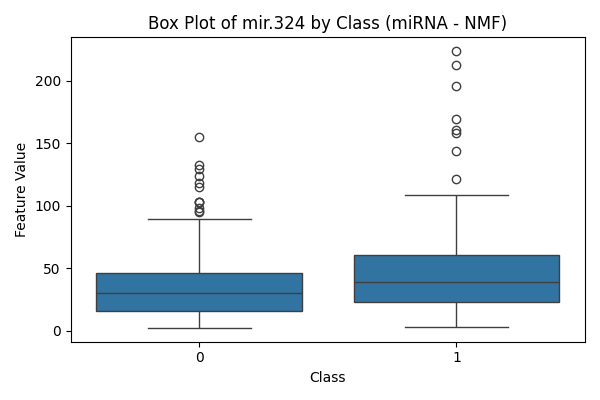 Box Plot of mir.324 by Class (miRNA - NMF)
200
150
100
50
0
Feature Value
0 1
Class